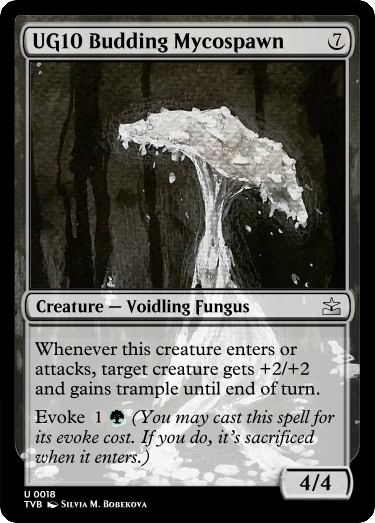 UG10 Budding Mycospawn 7
Creature — Voidling Fungus
Whenever this creature enters or
attacks, target creature gets +2/+2
and gains trample until end of turn.
Evoke 1 (You may cast this spell for
its evoke cost. If you do, it's sacrificed
when it enters.)
4/4
U 0018
TVB SILVIA M. BOBEKOVA